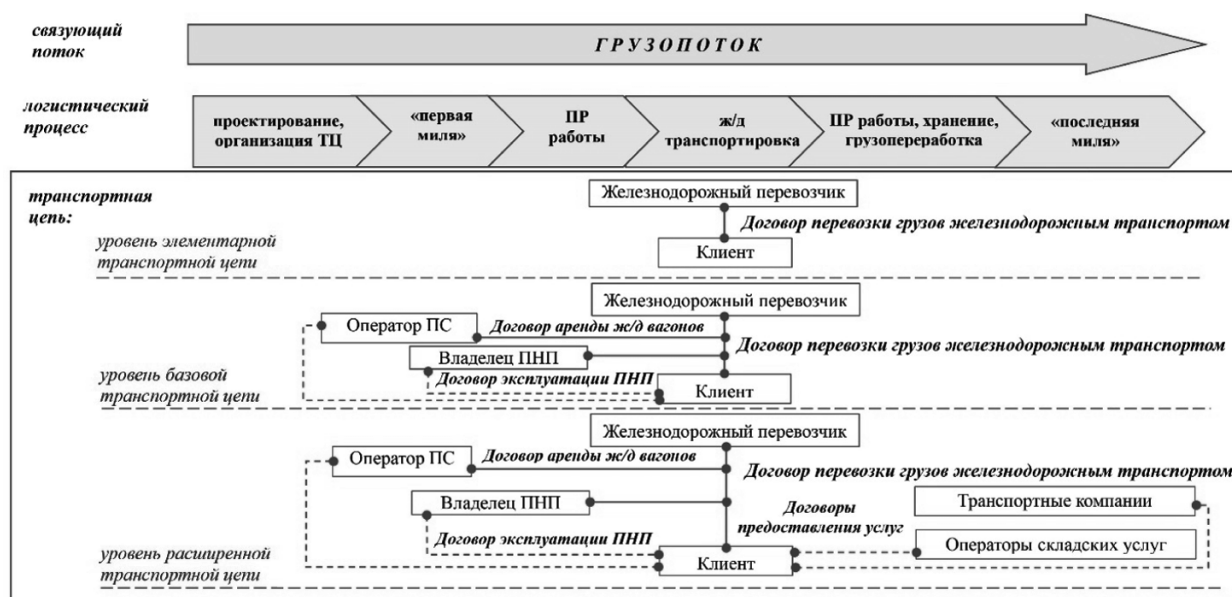 связующий
поток
ГРУЗОПОТОК
логистический
процесс
проектирование,
организация ТЦ
«первая
миля»
ПР
работы
ж/д
транспортировка
ПР работы, хранение,
грузопереработка
«последняя
миля»
транспортная
цепь:
Железнодорожный перевозчик
Договор перевозки грузов железнодорожным транспортом
уровень элементарной
транспортной цепи
Клиент
Железнодорожный перевозчик
Оператор ПС
Договор аренды ж/д вагонов
Договор перевозки грузов железнодорожным транспортом
Владелец ПНП
Договор эксплуатации ПНП
уровень базовой
транспортной цепи
Клиент
Железнодорожный перевозчик
Оператор ПС
Договор аренды ж/д вагонов
Договор перевозки грузов железнодорожным транспортом
Владелец ПНП
Договоры
предоставления услуг
Транспортные компании
Договор эксплуатации ПНП
Операторы складских услуг
уровень расширенной
транспортной цепи
Клиент